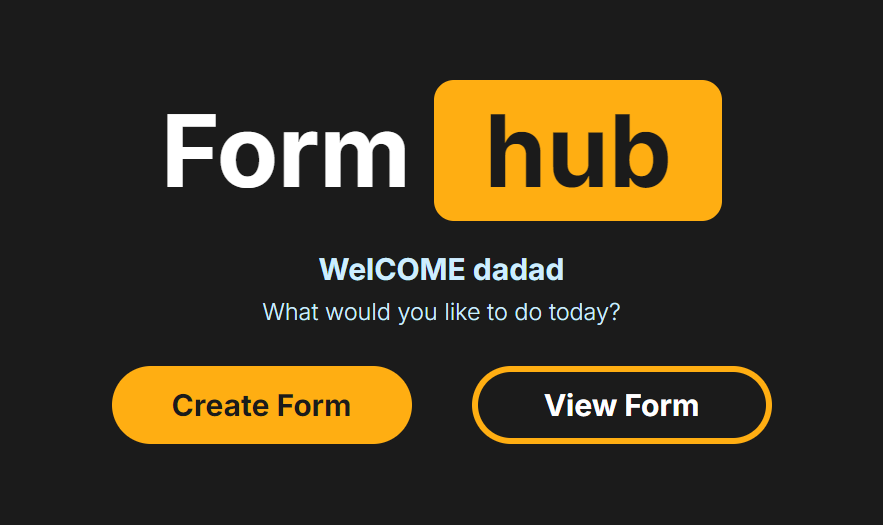 Form hub
WelCOME dadad
What would you like to do today?
Create Form
View Form